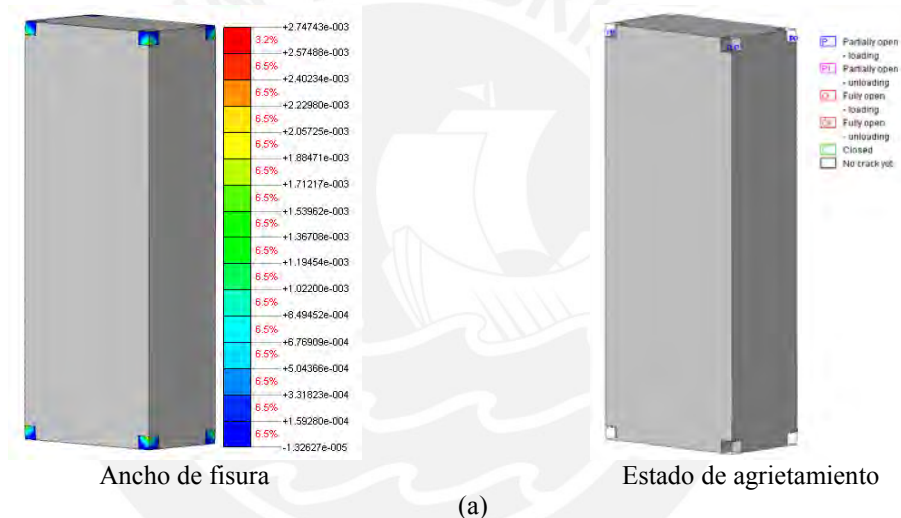 +2.74743e-003
3.2%
+2.57488e-003
6.5%
+2.40234e-003
6.5%
+2.22980e-003
6.5%
+2.05725e-003
6.5%
+1.88471e-003
6.5%
+1.71217e-003
6.5%
+1.53962e-003
6.5%
+1.36708e-003
6.5%
+1.19454e-003
6.5%
+1.02200e-003
6.5%
+8.49452e-004
6.5%
+6.76909e-004
6.5%
+5.04366e-004
6.5%
+3.31823e-004
6.5%
+1.59280e-004
6.5%
-1.32627e-005
Partially open
- loading
Partially open
- unloading
Fully open
- loading
Fully open
- unloading
Closed
No crack yet
Ancho de fisura
Estado de agrietamiento
(a)